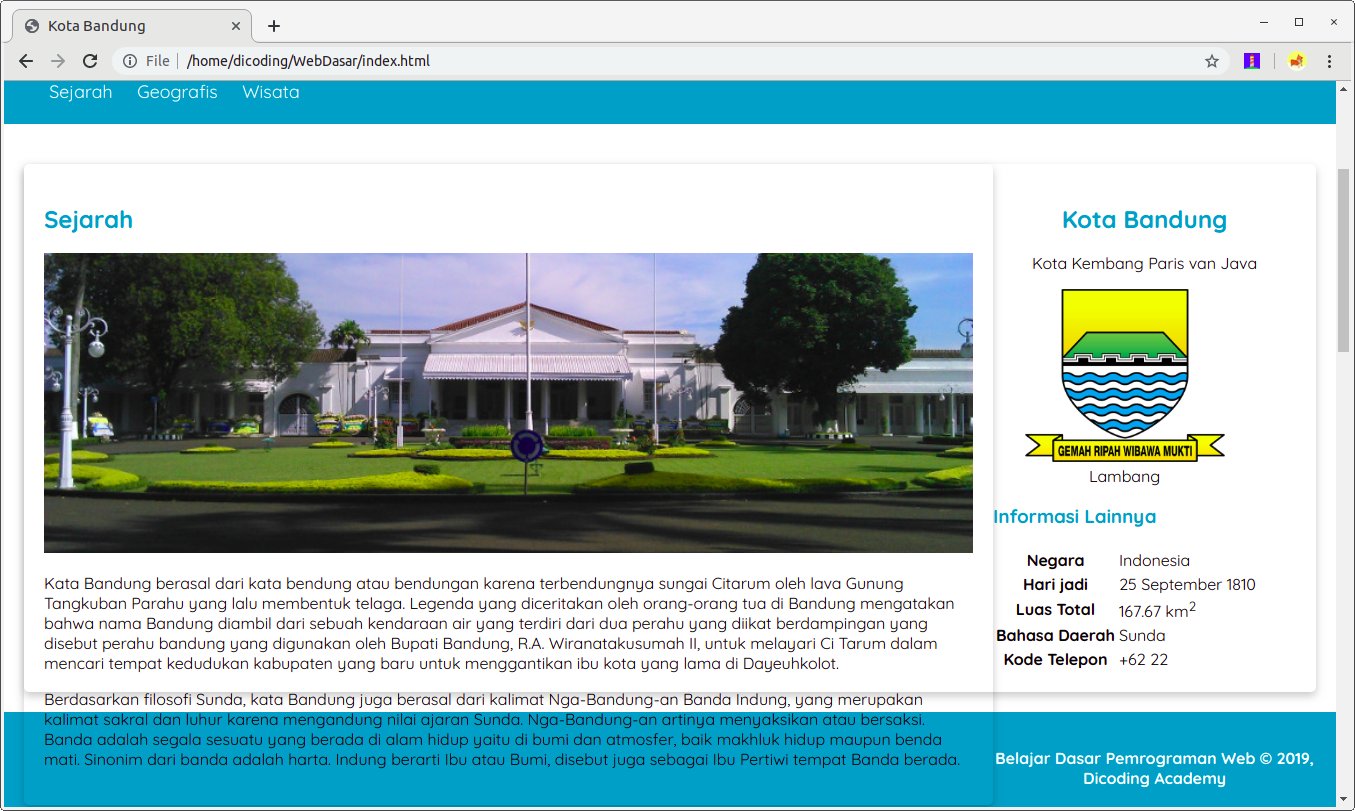 Kota Bandung
File
/home/dicoding/WebDasar/index.html
Sejarah Geografis Wisata
Sejarah
Kata Bandung berasal dari kata bendung atau bendungan karena terbendungnya sungai Citarum oleh lava Gunung
Tangkuban Parahu yang lalu membentuk telaga. Legenda yang diceritakan oleh orang-orang tua di Bandung mengatakan
bahwa nama Bandung diambil dari sebuah kendaraan air yang terdiri dari dua perahu yang diikat berdampingan yang
disebut perahu bandung yang digunakan oleh Bupati Bandung, R.A. Wiranatakusumah II, untuk melayari Ci Tarum dalam
mencari tempat kedudukan kabupaten yang baru untuk menggantikan ibu kota yang lama di Dayeuhkolot.
Berdasarkan filosofi Sunda, kata Bandung juga berasal dari kalimat Nga-Bandung-an Banda Indung, yang merupakan
kalimat sakral dan luhur karena mengandung nilai ajaran Sunda. Nga-Bandung-an artinya menyaksikan atau bersaksi.
Banda adalah segala sesuatu yang berada di alam hidup yaitu di bumi dan atmosfer, baik makhluk hidup maupun benda
mati. Sinonim dari banda adalah harta. Indung berarti Ibu atau Bumi, disebut juga sebagai Ibu Pertiwi tempat Banda berada.
Kota Bandung
Kota Kembang Paris van Java
GEMAH RIPAH WIBAWA MUKTI
Lambang
Informasi Lainnya
Negara Indonesia
Hari jadi 25 September 1810
Luas Total 167.67 km²
Bahasa Daerah Sunda
Kode Telepon +62 22
Belajar Dasar Pemrograman Web © 2019,
Dicoding Academy